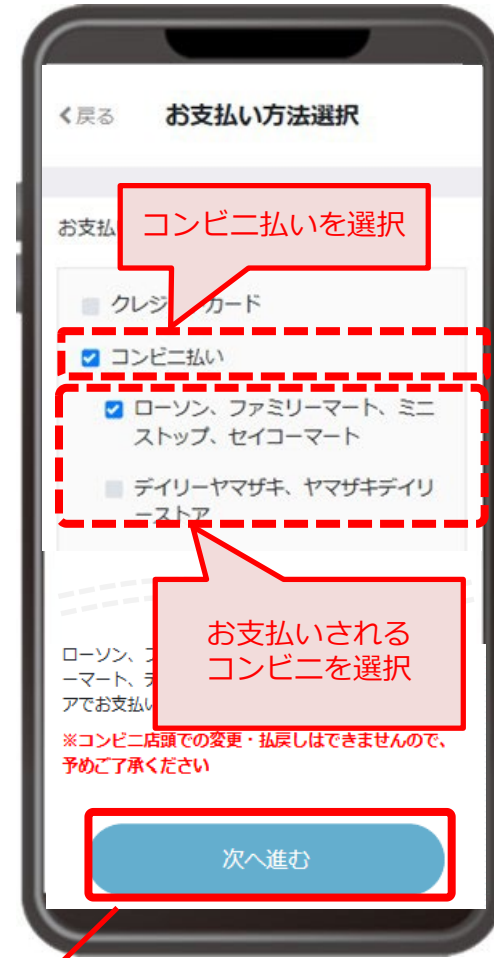 戻る お支払い方法選択
コンビニ払いを選択
お支払
クレジ カード
コンビニ払い
ローソン、ファミリーマート、ミニ
ストップ、セイコーマート
デイリーヤマザキ、ヤマザキデイリ
ーストア
お支払いされる
コンビニを選択
ローソン、
ーマート、
アでお支払い
※コンビニ店頭での変更・払戻しはできませんので、
予めご了承ください
次へ進む